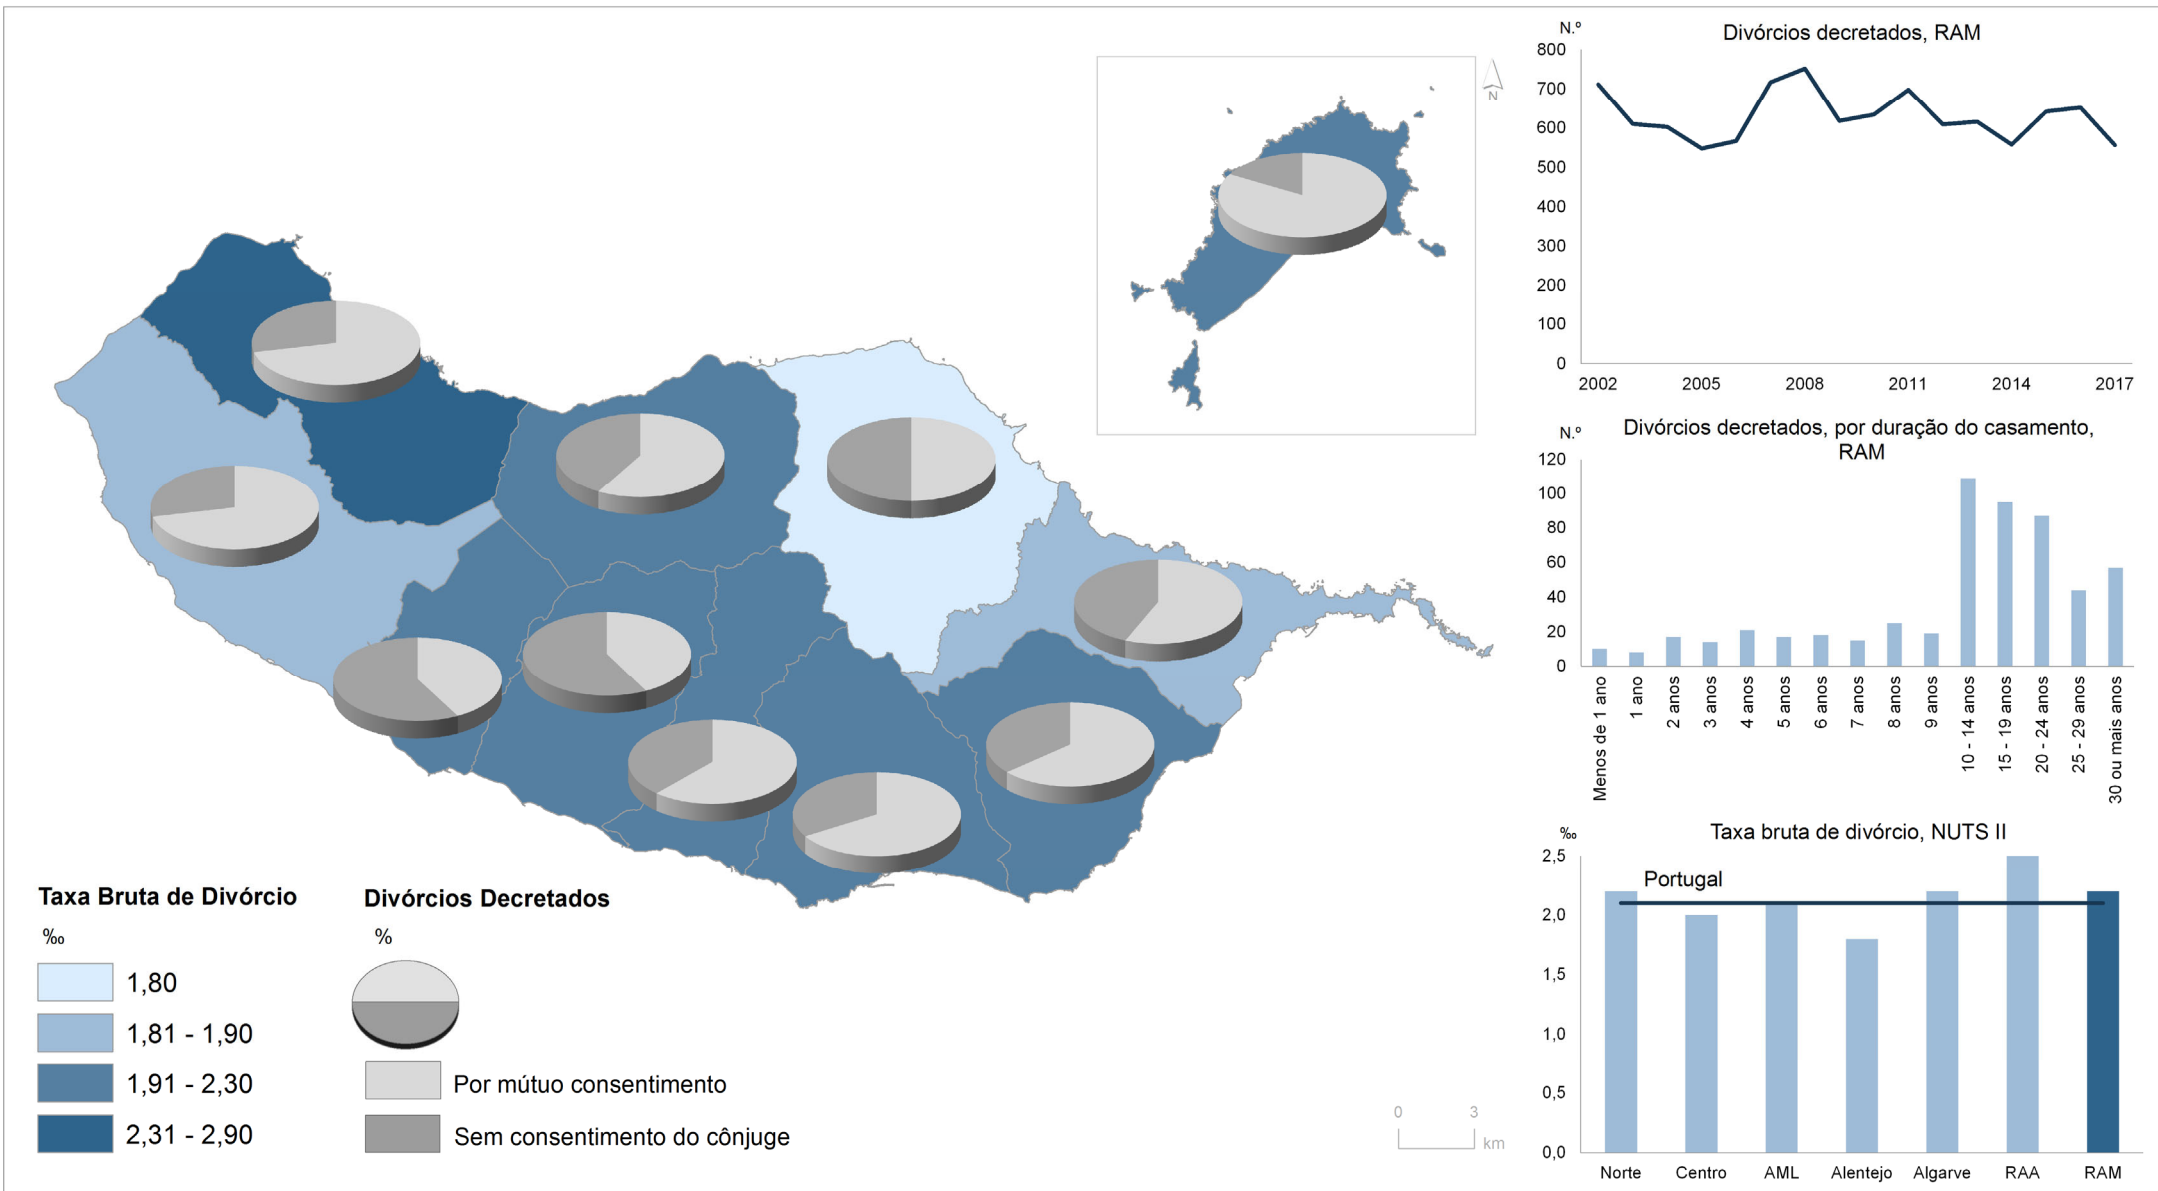 N
Taxa Bruta de Divórcio
‰
1,80
1,81 - 1,90
1,91 - 2,30
2,31 - 2,90
Divórcios Decretados
%
Por mútuo consentimento
Sem consentimento do cônjuge
0 3
km
Divórcios decretados, RAM
N.º
800
700
600
500
400
300
200
100
0
2002 2005 2008 2011 2014 2017
Divórcios decretados, por duração do casamento,
RAM
N.º
120
100
80
60
40
20
0
Menos de 1 ano
1 ano
2 anos
3 anos
4 anos
5 anos
6 anos
7 anos
8 anos
9 anos
10 - 14 anos
15 - 19 anos
20 - 24 anos
25 - 29 anos
30 ou mais anos
Taxa bruta de divórcio, NUTS II
‰
2,5
2,0
1,5
1,0
0,5
0,0
Portugal
Norte Centro AML Alentejo Algarve RAA RAM